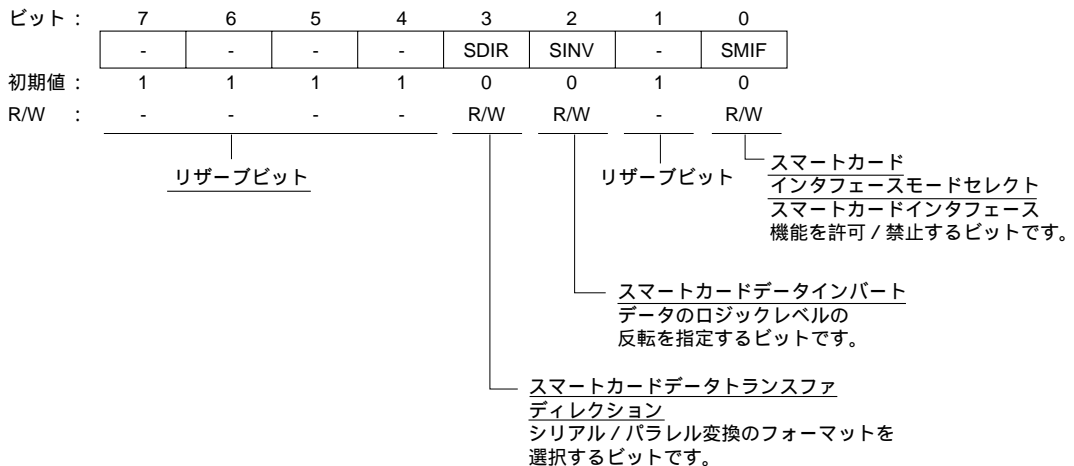 ビット : 7 6 5 4 3 2 1 0
- - - - SDIR SINV - SMIF
初期値 : 1 1 1 1 0 0 1 0
R/W : - - - - R/W R/W - R/W
リザーブビット
リザーブビット
スマートカード
インタフェースモードセレクト
スマートカードインタフェース
機能を許可 / 禁止するビットです。
スマートカードデータインバート
データのロジックレベルの
反転を指定するビットです。
スマートカードデータトランスファ
ディレクション
シリアル / パラレル変換のフォーマットを
選択するビットです。